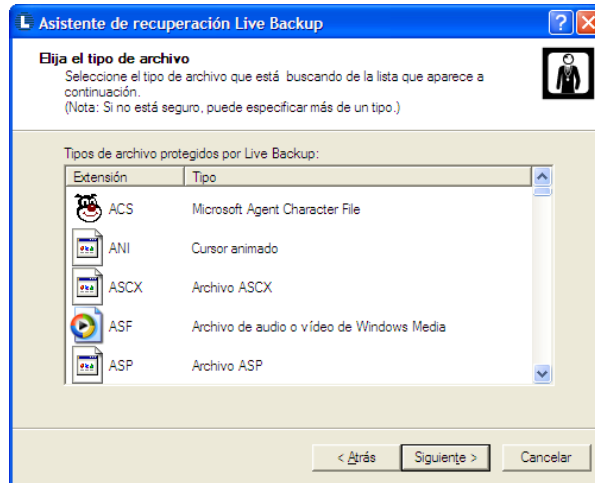 Asistente de recuperación Live Backup
Elija el tipo de archivo
Seleccione el tipo de archivo que está buscando de la lista que aparece a
continuación.
(Nota: Si no está seguro, puede especificar más de un tipo.)
Tipos de archivo protegidos por Live Backup:
Extensión Tipo
ACS Microsoft Agent Character File
ANI Cursor animado
ASCX Archivo ASCX
ASF Archivo de audio o vídeo de Windows Media
ASP Archivo ASP
< Atrás Siguiente > Cancelar